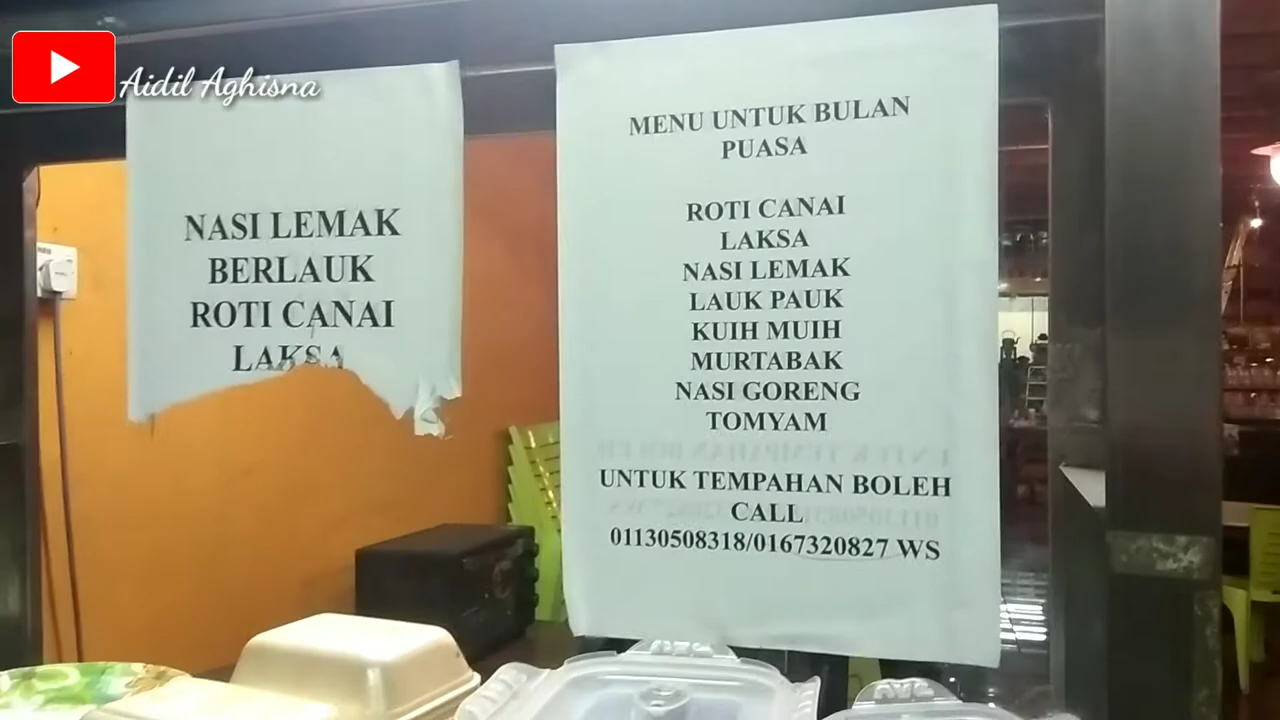 Aidil Aghisna
NASI LEMAK
BERLAUK
ROTI CANAI
LAKSA
MENU UNTUK BULAN
PUASA
ROTI CANAI
LAKSA
NASI LEMAK
LAUK PAUK
KUIH MUIH
MURTABAK
NASI GORENG
TOMYAM
UNTUK TEMPAHAN BOLEH
CALL
01130508318/0167320827 WS